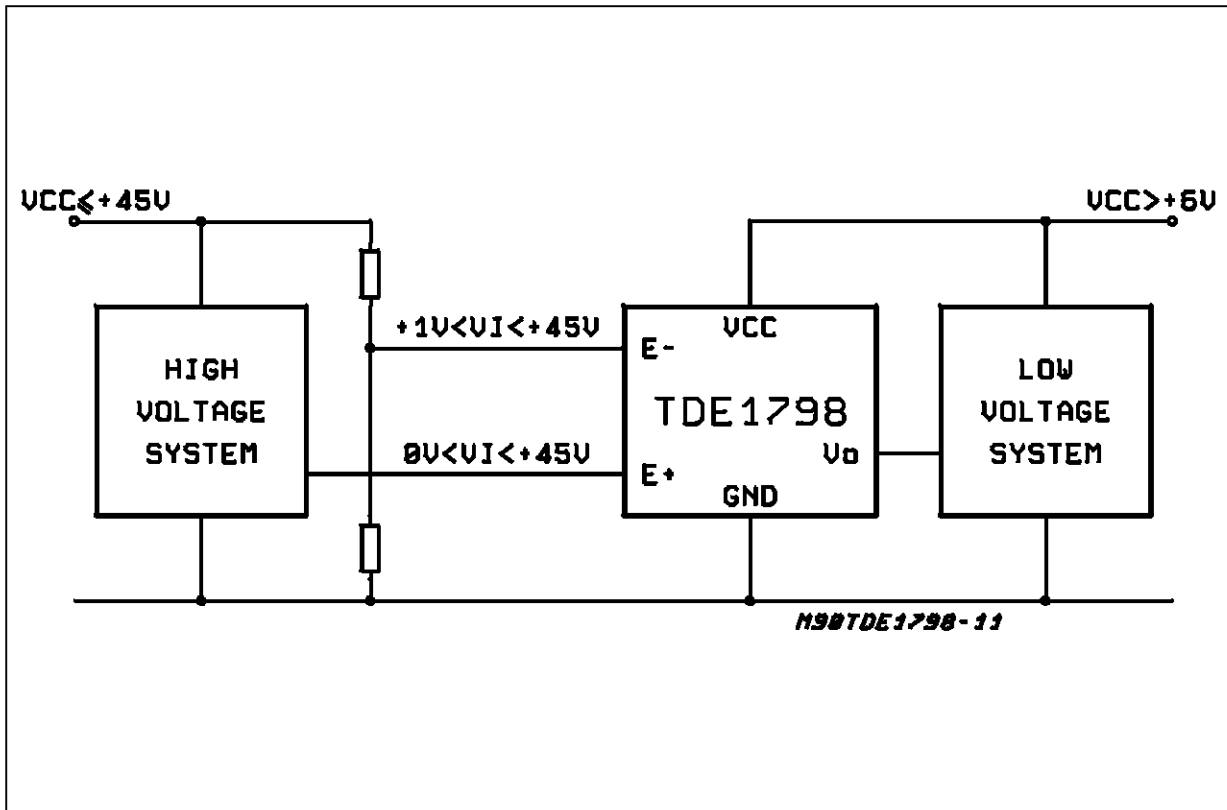 VCC≤+45V
VCC>+6V
+1V<VI<+45V
E-
VCC
HIGH
VOLTAGE
SYSTEM
TDE1798
LOW
VOLTAGE
SYSTEM
0V<VI<+45V
E+
Vo
GND
M90TDE1798-11